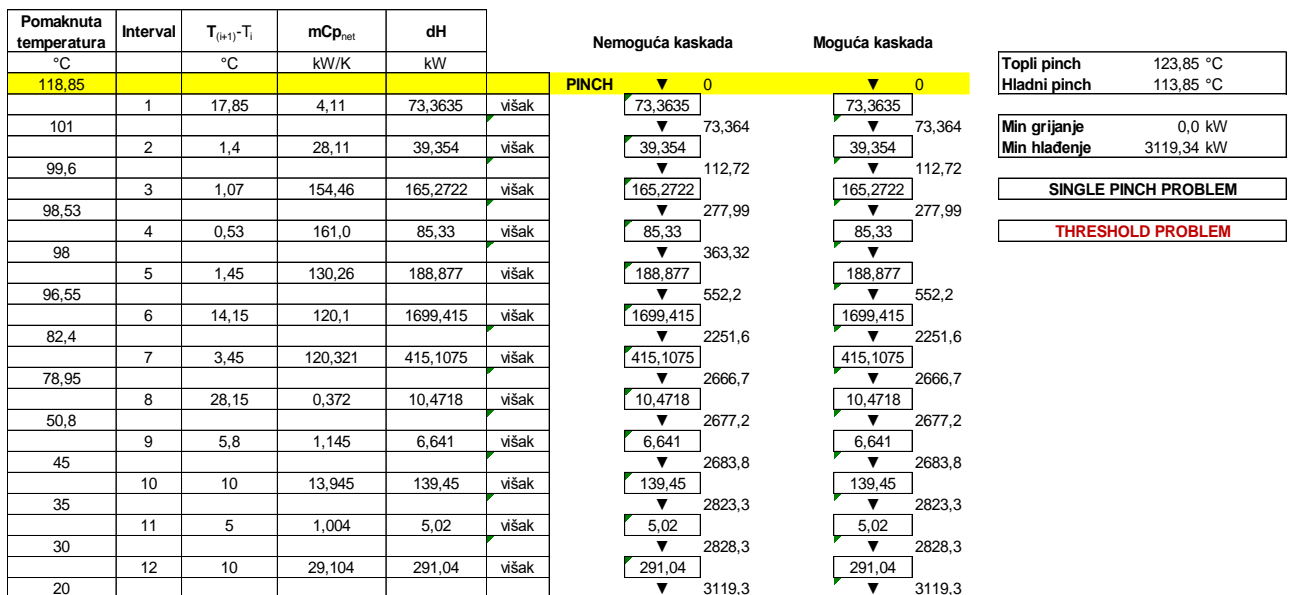 Pomaknuta temperatura Interval T(i+1)-Ti mCpnet dH Nemoguća kaskada Moguća kaskada
°C °C kW/K kW Topli pinch 123,85 °C
118,85 PINCH ▼ 0 ▼ 0 Hladni pinch 113,85 °C
1 17,85 4,11 73,3635 višak 73,3635 73,3635
101 ▼ 73,364 ▼ 73,364 Min grijanje 0,0 kW
2 1,4 28,11 39,354 višak 39,354 39,354 Min hlađenje 3119,34 kW
99,6 ▼ 112,72 ▼ 112,72
3 1,07 154,46 165,2722 višak 165,2722 165,2722 SINGLE PINCH PROBLEM
98,53 ▼ 277,99 ▼ 277,99
4 0,53 161,0 85,33 višak 85,33 85,33 THRESHOLD PROBLEM
98 ▼ 363,32 ▼
5 1,45 130,26 188,877 višak 188,877 188,877
96,55 ▼ 552,2 ▼ 552,2
6 14,15 120,1 1699,415 višak 1699,415 1699,415
82,4 ▼ 2251,6 ▼ 2251,6
7 3,45 120,321 415,1075 višak 415,1075 415,1075
78,95 ▼ 2666,7 ▼ 2666,7
8 28,15 0,372 10,4718 višak 10,4718 10,4718
50,8 ▼ 2677,2 ▼ 2677,2
9 5,8 1,145 6,641 višak 6,641 6,641
45 ▼ 2683,8 ▼ 2683,8
10 10 13,945 139,45 višak 139,45 139,45
35 ▼ 2823,3 ▼ 2823,3
11 5 1,004 5,02 višak 5,02 5,02
30 ▼ 2828,3 ▼ 2828,3
12 10 29,104 291,04 višak 291,04 291,04
20 ▼ 3119,3 ▼ 3119,3